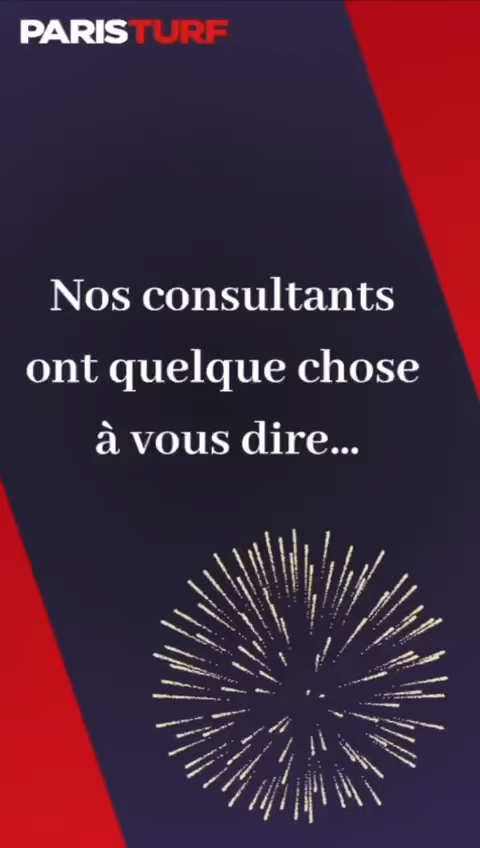 PARISTURF
Nos consultants
ont quelque chose
à vous dire...